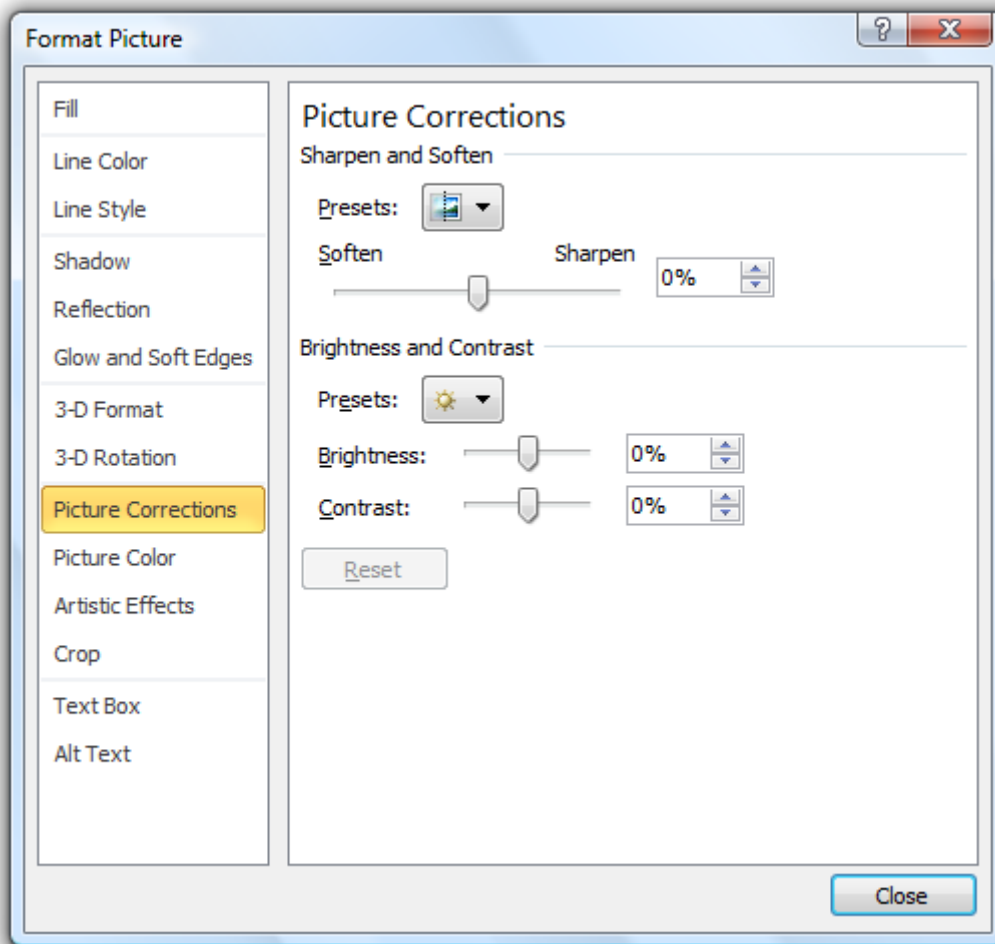 Format Picture
Fill
Line Color
Line Style
Shadow
Reflection
Glow and Soft Edges
3-D Format
3-D Rotation
Picture Corrections
Picture Color
Artistic Effects
Crop
Text Box
Alt Text
Picture Corrections
Sharpen and Soften
Presets:
Soften Sharpen
0%
Brightness and Contrast
Presets:
Brightness: 0%
Contrast: 0%
Reset
Close